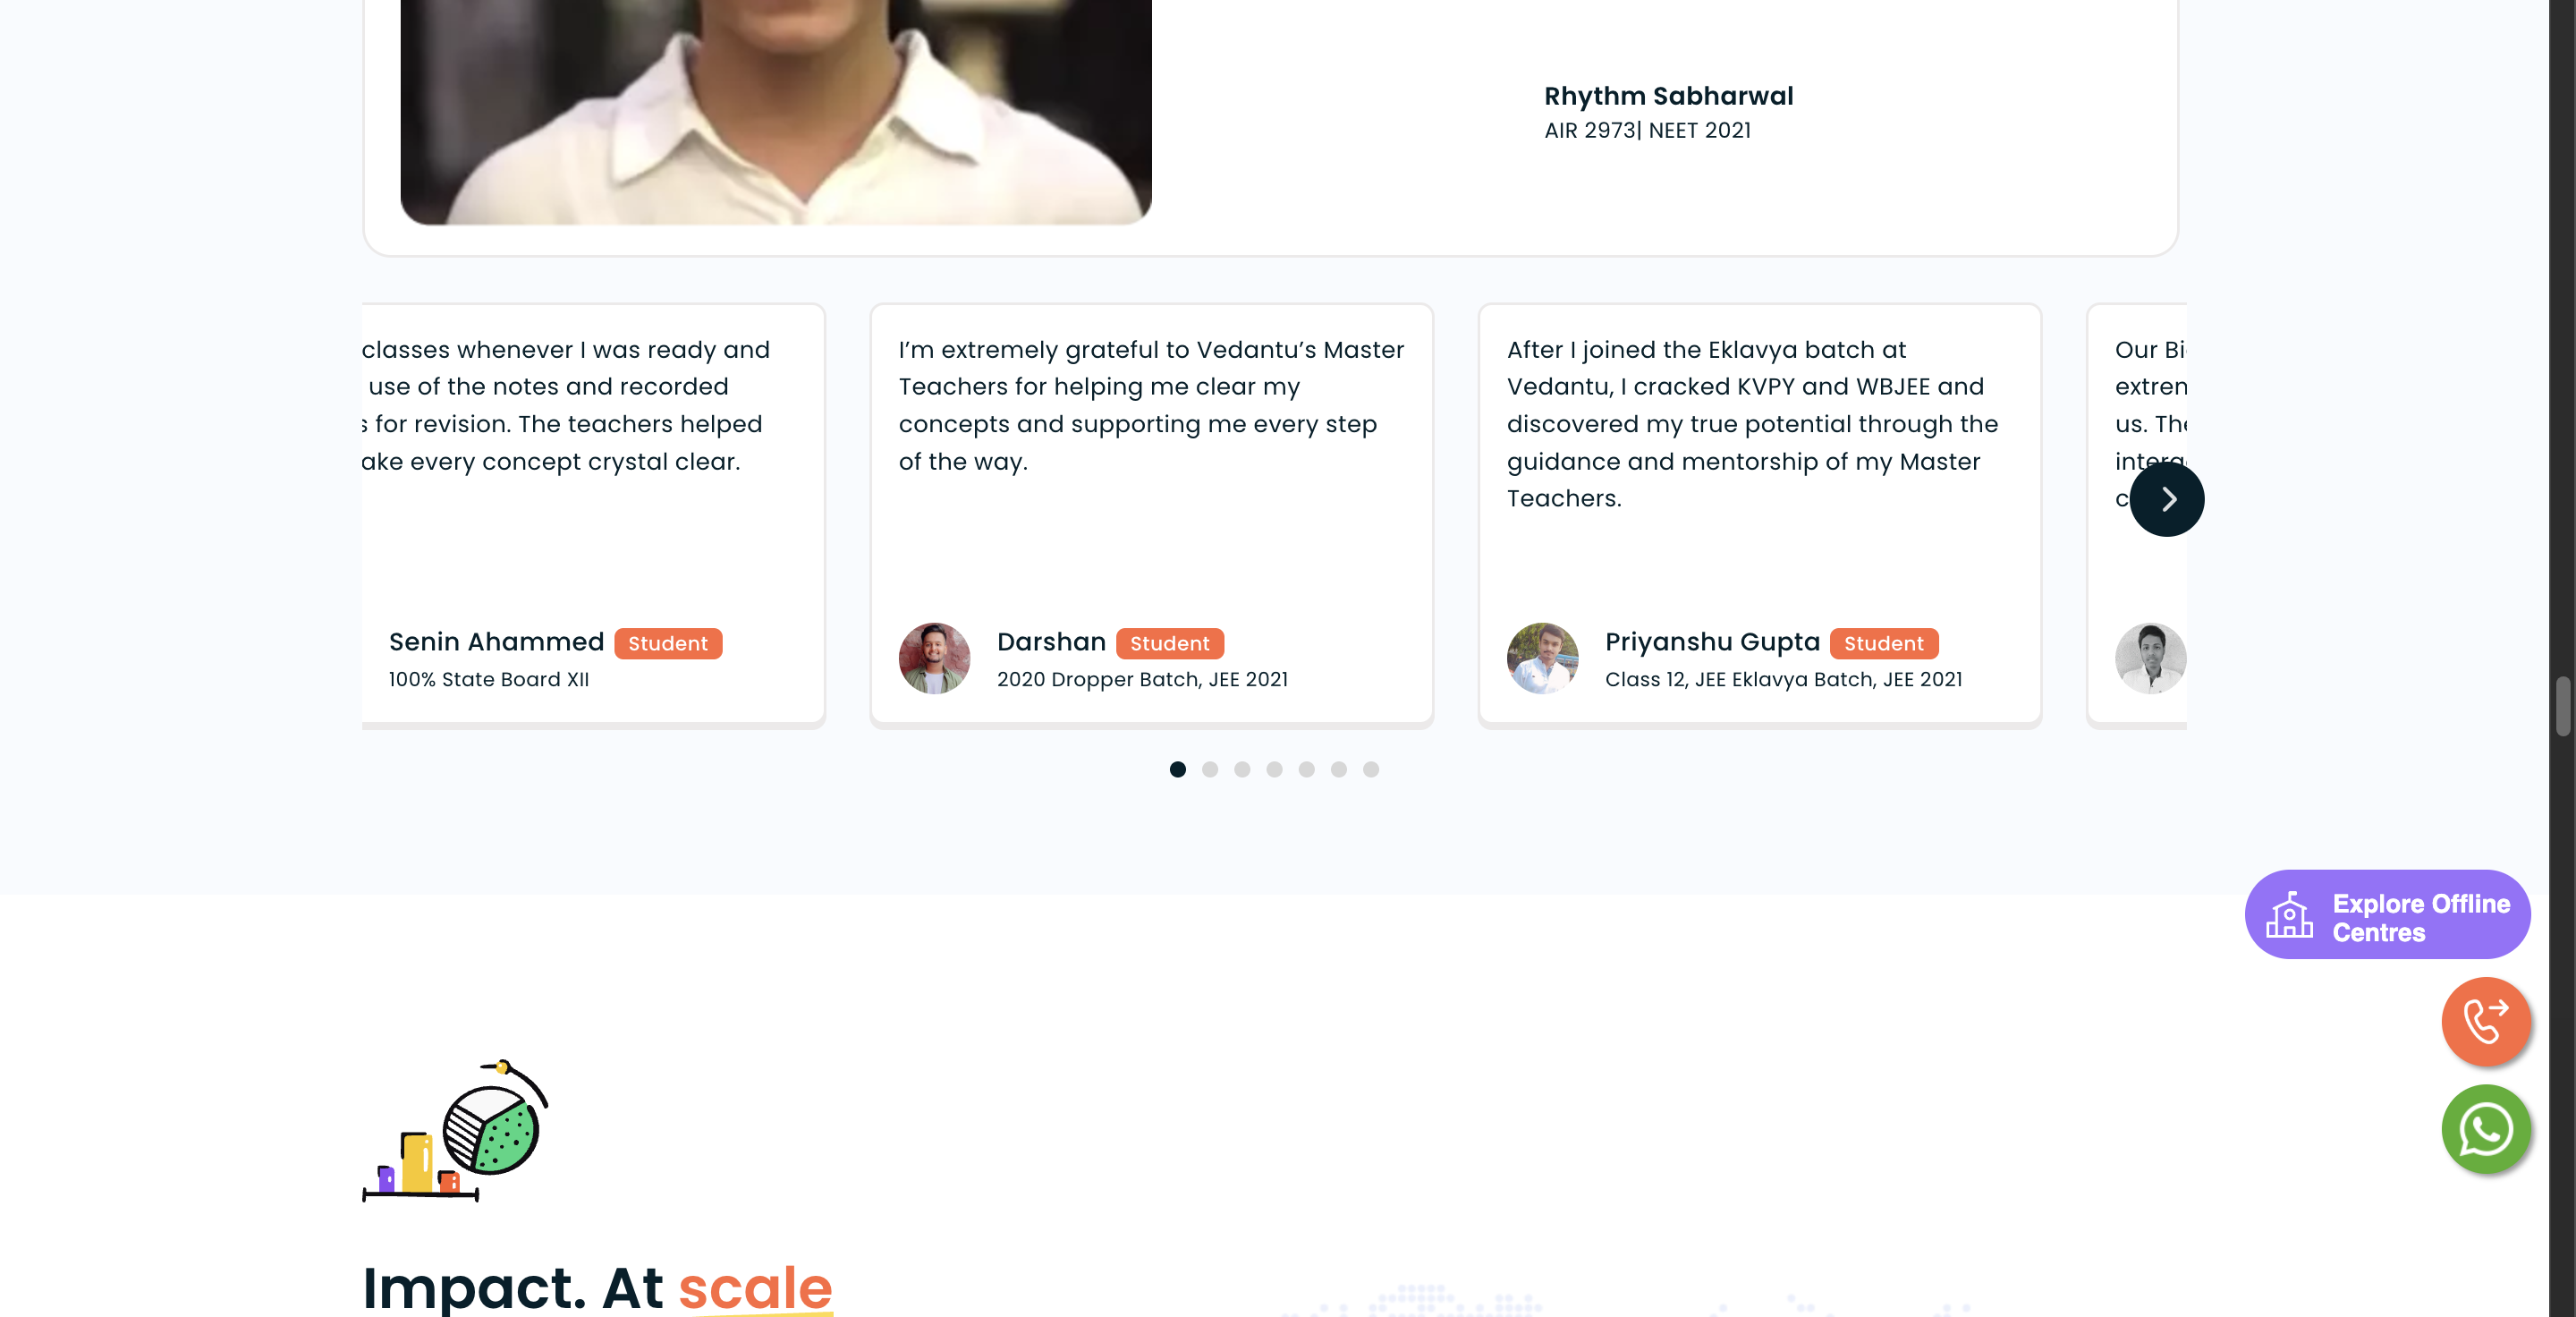 Rhythm Sabharwal
AIR 2973| NEET 2021
classes whenever I was ready and
use of the notes and recorded
for revision. The teachers helped
every concept crystal clear.
Senin Ahammed Student
100% State Board XII
I’m extremely grateful to Vedantu’s Master
Teachers for helping me clear my
concepts and supporting me every step
of the way.
Darshan Student
2020 Dropper Batch, JEE 2021
After I joined the Eklavya batch at
Vedantu, I cracked KVPY and WBJEE and
discovered my true potential through the
guidance and mentorship of my Master
Teachers.
Priyanshu Gupta Student
Class 12, JEE Eklavya Batch, JEE 2021
Our
us.
Explore Offline
Centres
Impact. At scale